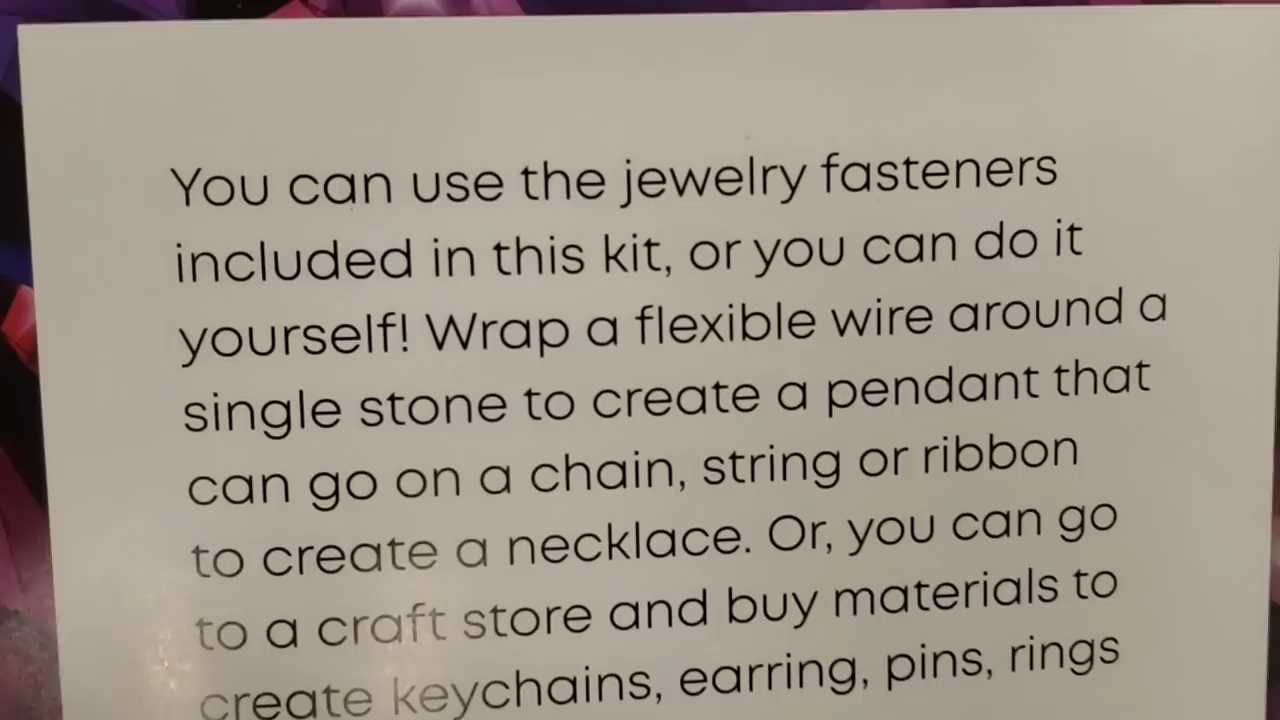 You can use the jewelry fasteners
included in this kit, or you can do it
yourself! Wrap a flexible wire around a
single stone to create a pendant that
can go on a chain, string or ribbon
to create a necklace. Or, you can go
to a craft store and buy materials to
create keychains, earring, pins, rings